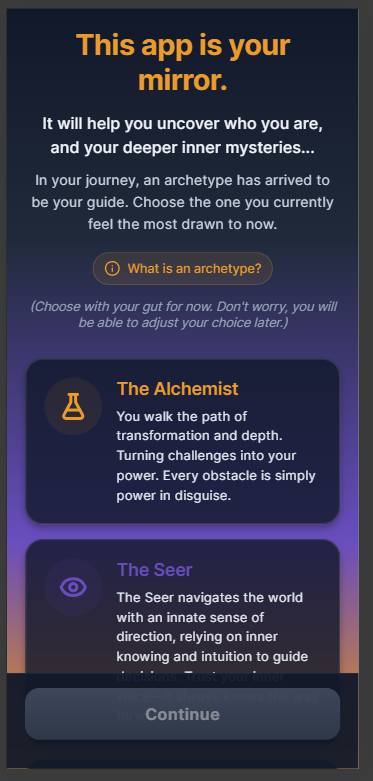 This app is your
mirror.
It will help you uncover who you are,
and your deeper inner mysteries...
In your journey, an archetype has arrived to
be your guide. Choose the one you currently
feel the most drawn to now.
What is an archetype?
(Choose with your gut for now. Don't worry, you will
be able to adjust your choice later.)
The Alchemist
You walk the path of
transformation and depth.
Turning challenges into your
power. Every obstacle is simply
power in disguise.
The Seer
The Seer navigates the world
with an innate sense of
direction, relying on inner
knowing and intuition to guide
decisions. Trust your inner
Continue